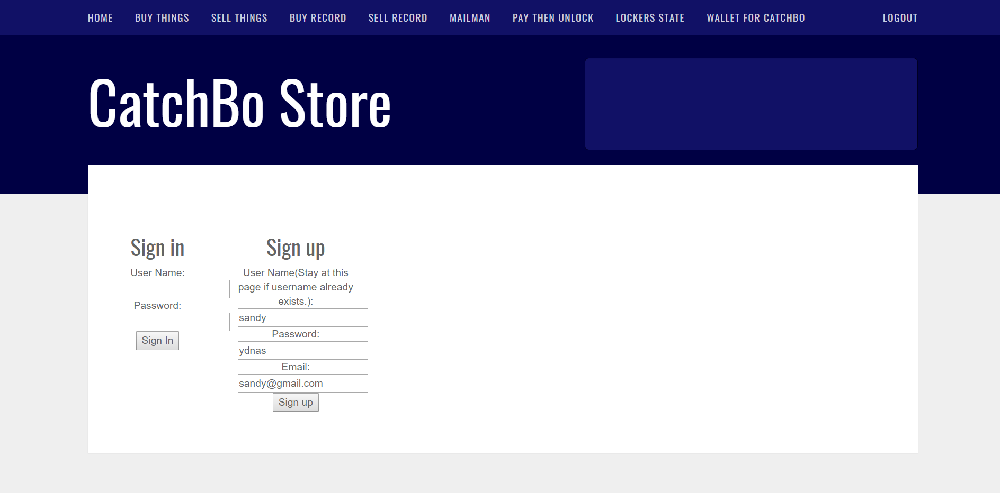 HOME BUY THINGS SELL THINGS BUY RECORD SELL RECORD MAILMAN PAY THEN UNLOCK LOCKERS STATE WALLET FOR CATCHBO LOGOUT
CatchBo Store
Sign in
User Name:
Password:
Sign In
Sign up
User Name(Stay at this
page if username already
exists.):
sandy
Password:
ydnas
Email:
sandy@gmail.com
Sign up